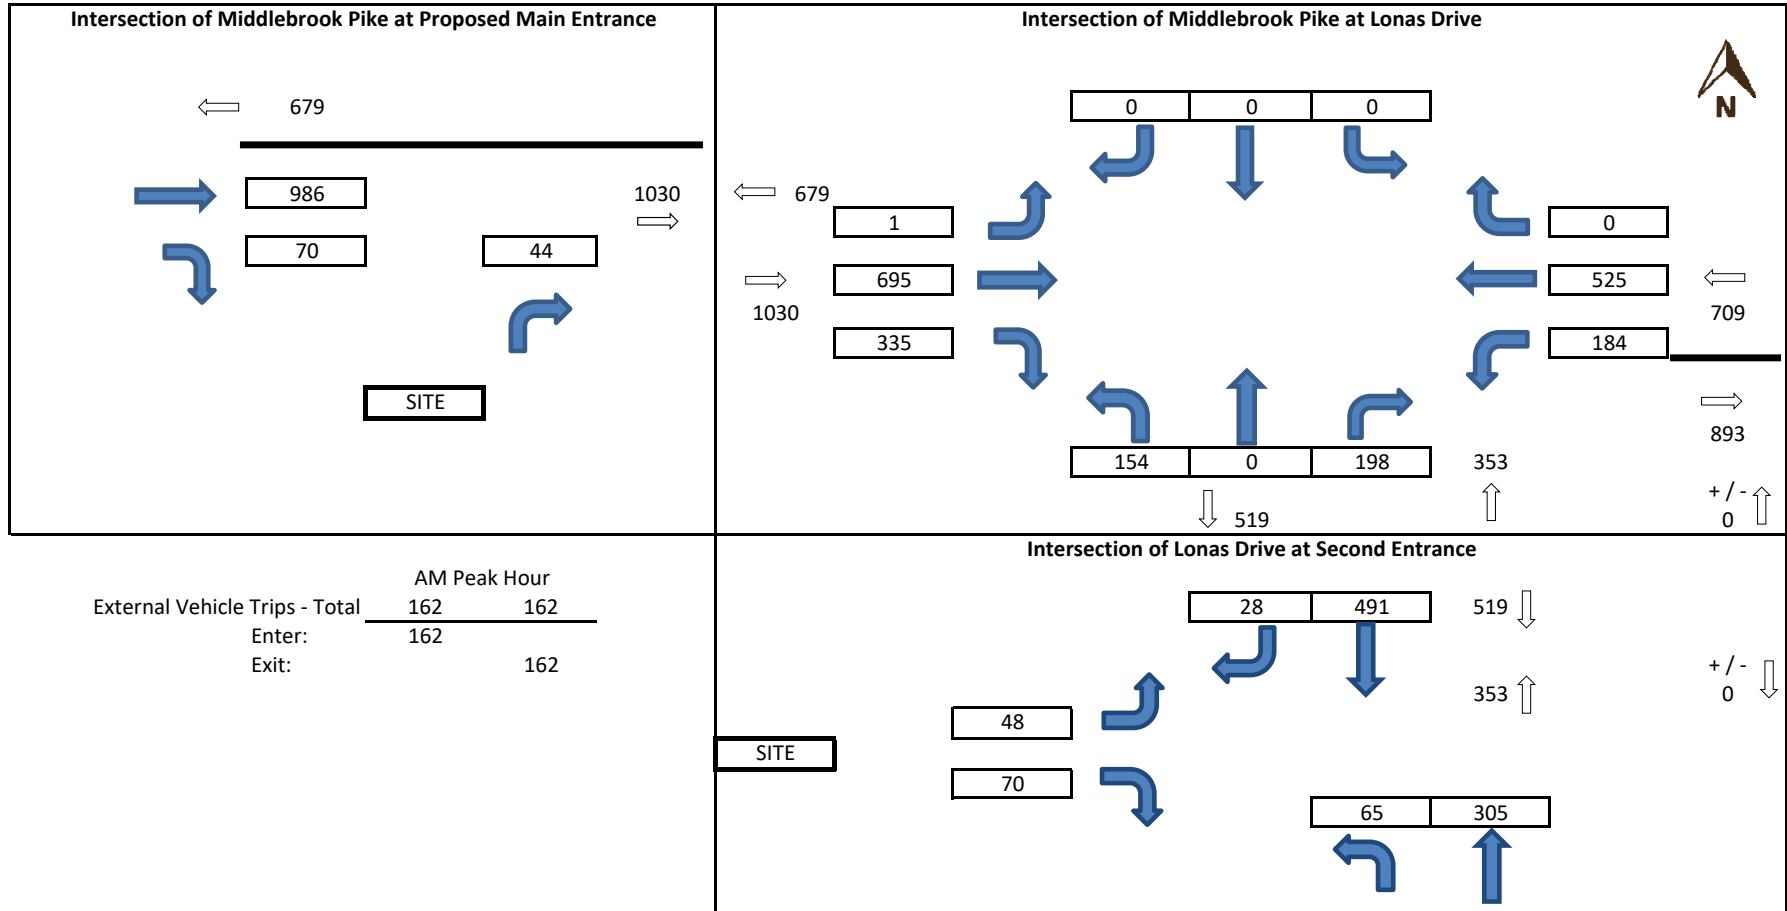 Intersection of Middlebrook Pike at Proposed Main Entrance
679
986
1030
70
44
SITE
Intersection of Middlebrook Pike at Lonas Drive
N
0 0 0
679
1
0
695
525
1030
709
335
184
893
154 0 198 353
+ / -
519
0
AM Peak Hour
External Vehicle Trips - Total 162 162
Enter: 162
Exit: 162
Intersection of Lonas Drive at Second Entrance
28 491 519
+ / -
353
0
48
SITE
70
65 305